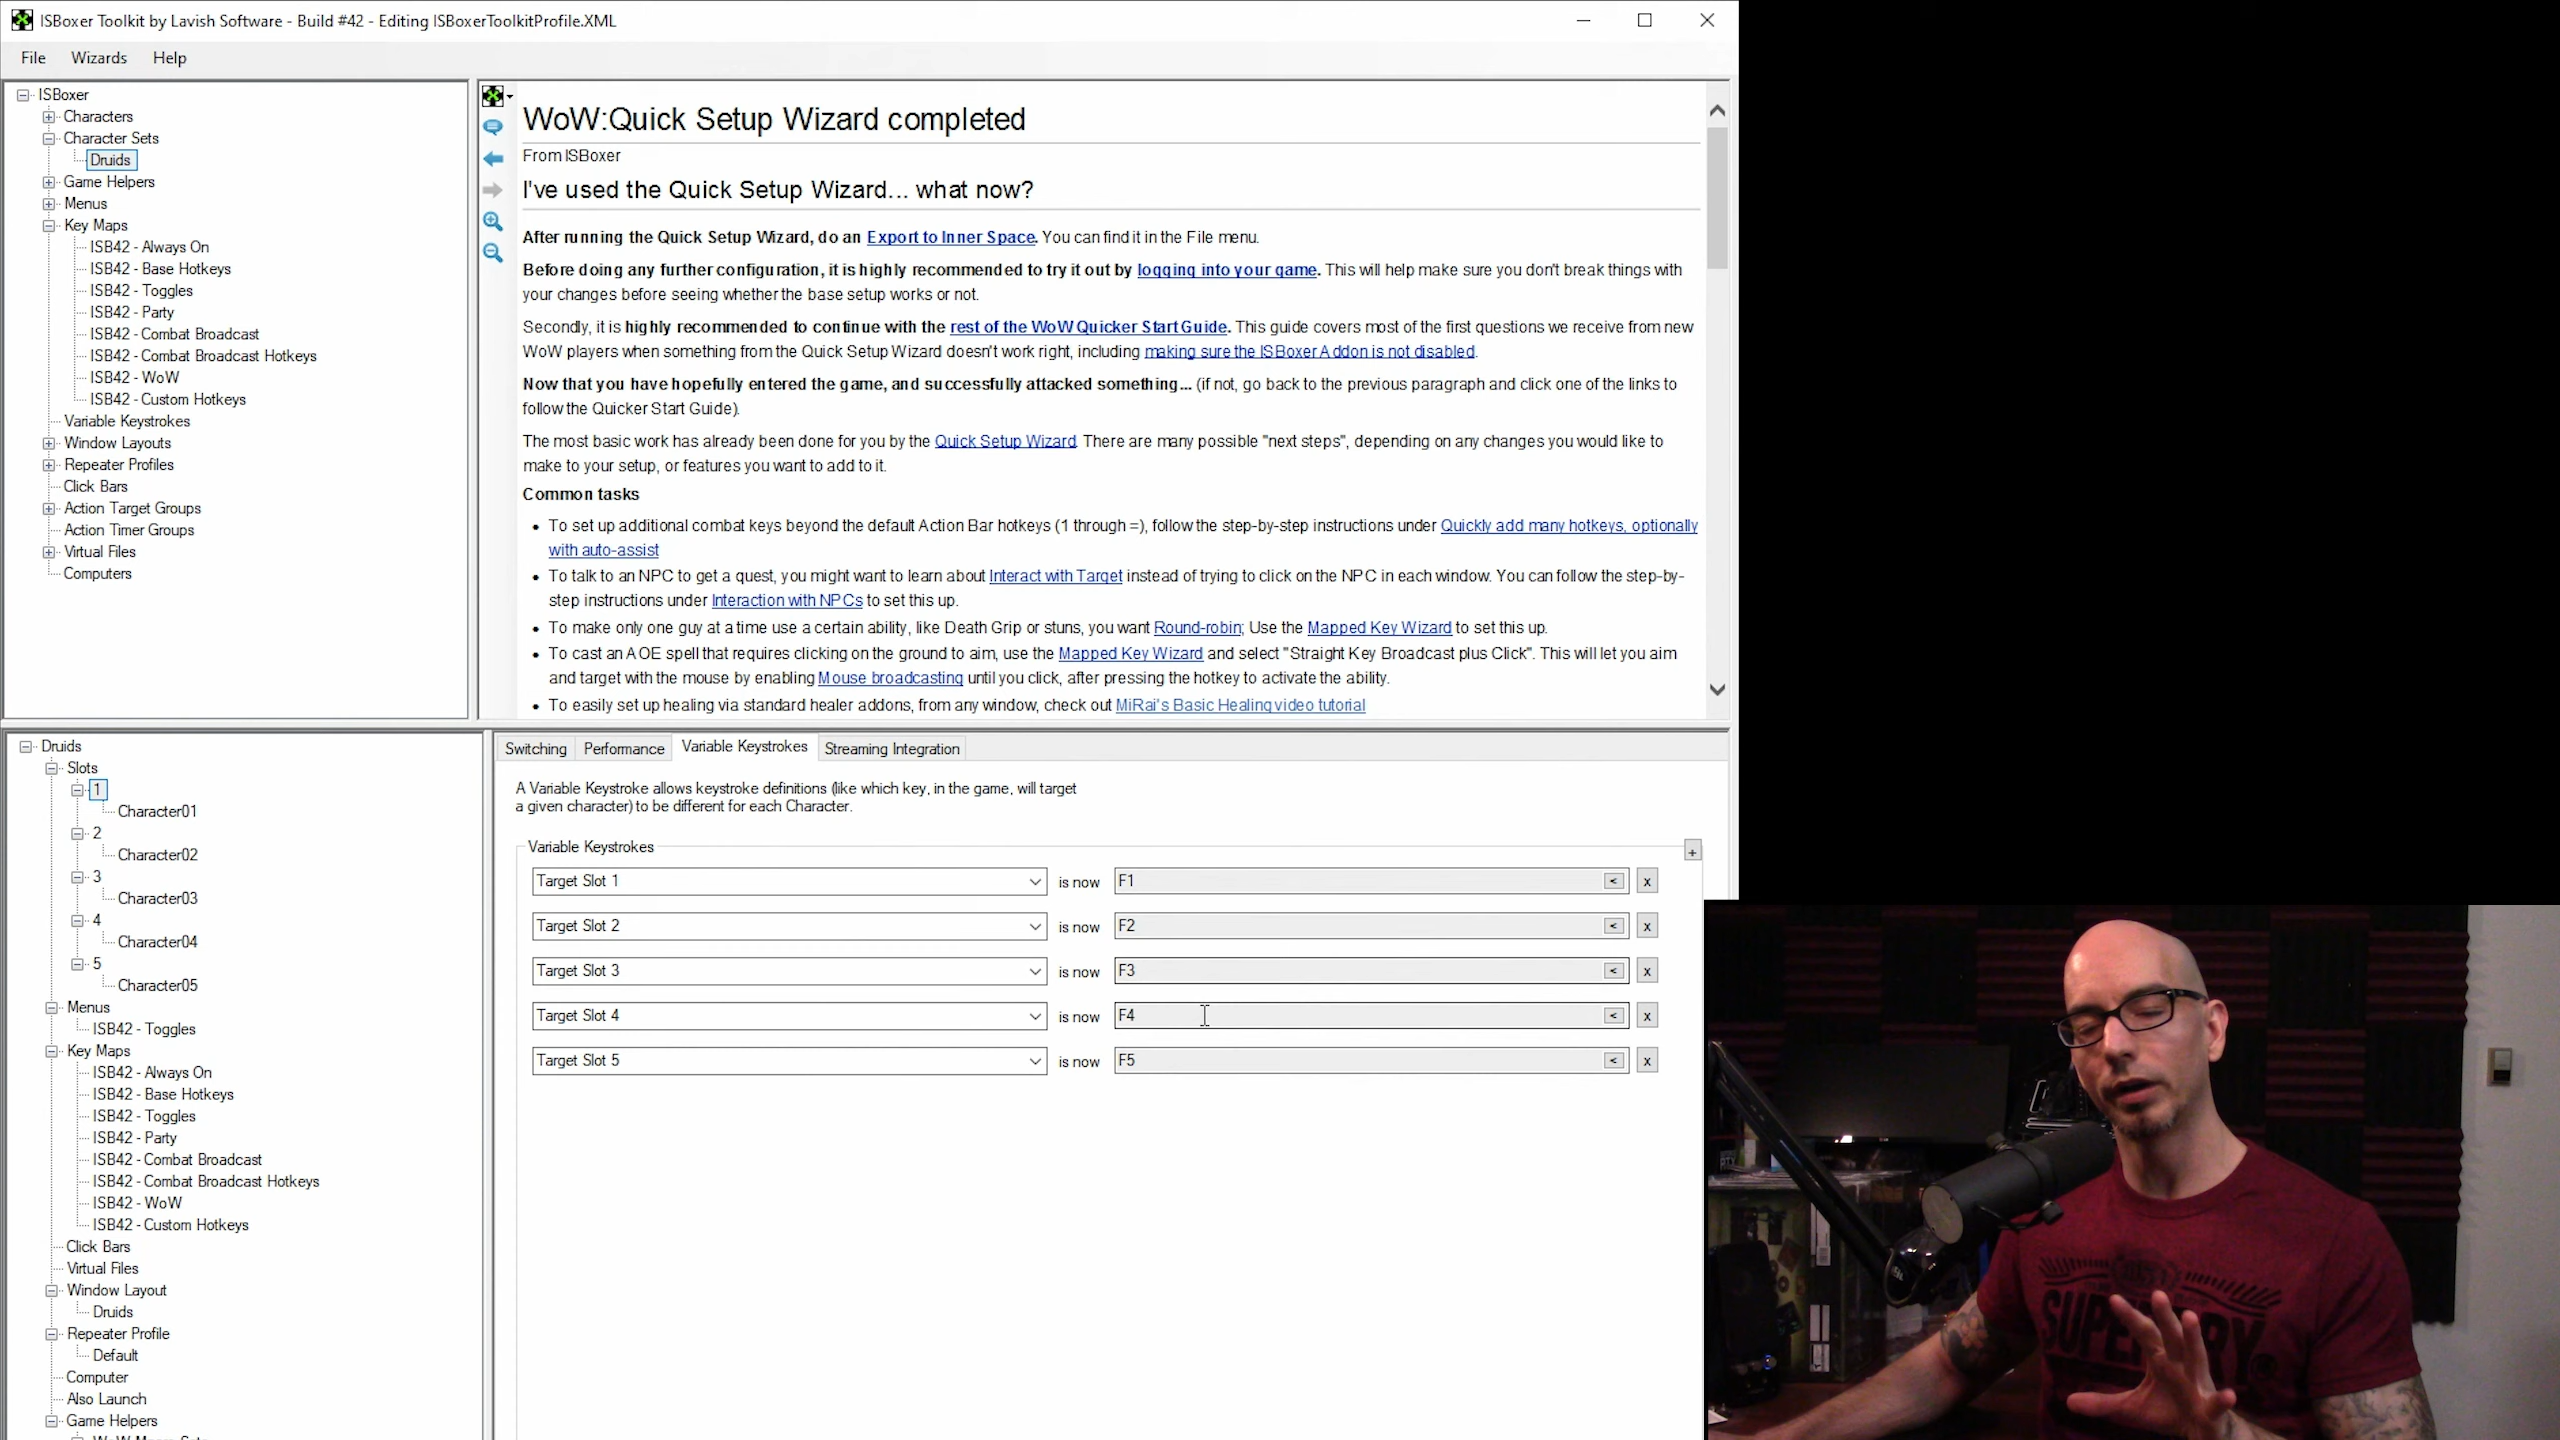 ISBoxer Toolkit by Lavish Software - Build #42 - Editing ISBoxerToolkitProfile.XML
File Wizards Help
ISBoxer
Characters
Character Sets
Druids
Game Helpers
Menus
Key Maps
ISB42 - Always On
ISB42 - Base Hotkeys
ISB42 - Toggles
ISB42 - Party
ISB42 - Combat Broadcast
ISB42 - Combat Broadcast Hotkeys
ISB42 - WoW
ISB42 - Custom Hotkeys
Variable Keystrokes
Window Layouts
Repeater Profiles
Click Bars
Action Target Groups
Action Timer Groups
Virtual Files
Computers
WoW:Quick Setup Wizard completed
From ISBoxer
I've used the Quick Setup Wizard... what now?
After running the Quick Setup Wizard, do an Export to Inner Space. You can find it in the File menu.
Before doing any further configuration, it is highly recommended to try it out by logging into your game. This will help make sure you don't break things with
your changes before seeing whether the base setup works or not.
Secondly, it is highly recommended to continue with the rest of the WoW Quicker Start Guide. This guide covers most of the first questions we receive from new
WoW players when something from the Quick Setup Wizard doesn't work right, including making sure the ISBoxer Addon is not disabled.
Now that you have hopefully entered the game, and successfully attacked something... (if not, go back to the previous paragraph and click one of the links to
follow the Quicker Start Guide).
The most basic work has already been done for you by the Quick Setup Wizard. There are many possible "next steps", depending on any changes you would like to
make to your setup, or features you want to add to it.
Common tasks
• To set up additional combat keys beyond the default Action Bar hotkeys (1 through =), follow the step-by-step instructions under Quickly add many hotkeys, optionally
with auto-assist
• To talk to an NPC to get a quest, you might want to learn about Interact with Target instead of trying to click on the NPC in each window. You can follow the step-by-
step instructions under Interaction with NPCs to set this up.
• To make only one guy at a time use a certain ability, like Death Grip or stuns, you want Round-robin; Use the Mapped Key Wizard to set this up.
• To cast an AOE spell that requires clicking on the ground to aim, use the Mapped Key Wizard and select "Straight Key Broadcast plus Click". This will let you aim
and target with the mouse by enabling Mouse broadcasting until you click, after pressing the hotkey to activate the ability.
• To easily set up healing via standard healer addons, from any window, check out MiRai's Basic Healing video tutorial
Druids
Slots
1
Character01
2
Character02
3
Character03
4
Character04
5
Character05
Menus
ISB42 - Toggles
Key Maps
ISB42 - Always On
ISB42 - Base Hotkeys
ISB42 - Toggles
ISB42 - Party
ISB42 - Combat Broadcast
ISB42 - Combat Broadcast Hotkeys
ISB42 - WoW
ISB42 - Custom Hotkeys
Click Bars
Virtual Files
Window Layout
Druids
Repeater Profile
Default
Computer
Also Launch
Game Helpers
Switching Performance Variable Keystrokes Streaming Integration
A Variable Keystroke allows keystroke definitions (like which key, in the game, will target
a given character) to be different for each Character.
Variable Keystrokes +
Target Slot 1 is now F1 < x
Target Slot 2 is now F2 < x
Target Slot 3 is now F3 < x
Target Slot 4 is now F4 < x
Target Slot 5 is now F5 < x